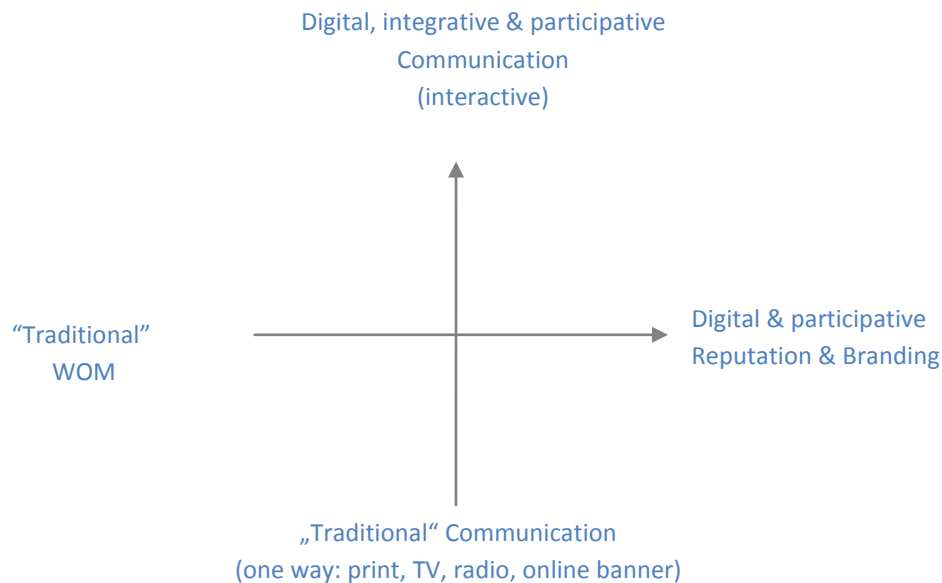 Digital, integrative & participative
Communication
(interactive)
“Traditional”
WOM
Digital & participative
Reputation & Branding
„Traditional“ Communication
(one way: print, TV, radio, online banner)